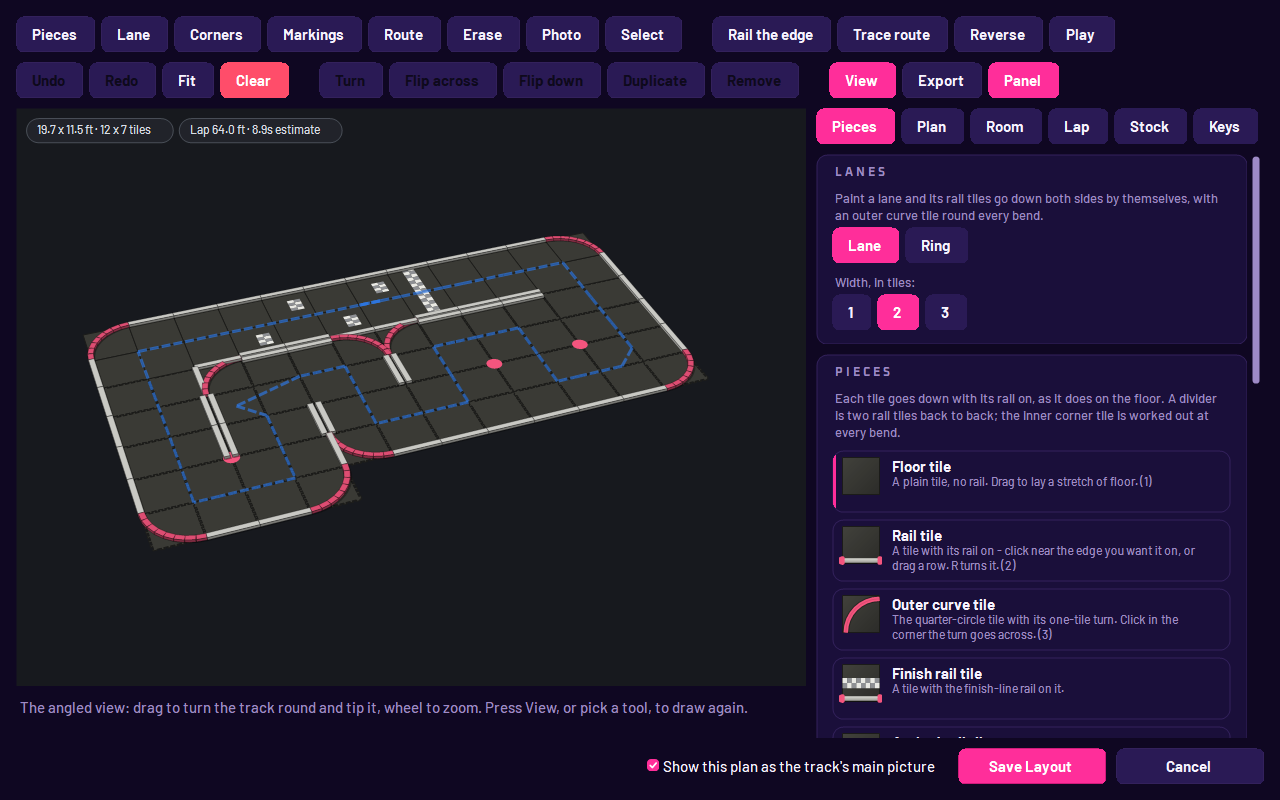 Pieces Lane Corners Markings Route Erase Photo Select Rail the edge Trace route Reverse Play
Undo Redo Fit Clear Turn Flip across Flip down Duplicate Remove View Export Panel
19.7 x 11.5 ft · 12 x 7 tiles
Lap 64.0 ft · 8.9s estimate
Pieces Plan Room Lap Stock Keys
LANES
Paint a lane and its rail tiles go down both sides by themselves, with
an outer curve tile round every bend.
Lane Ring
Width, in tiles:
1 2 3
PIECES
Each tile goes down with its rail on, as it does on the floor. A divider
is two rail tiles back to back; the inner corner tile is worked out at
every bend.
Floor tile
A plain tile, no rail. Drag to lay a stretch of floor. (1)
Rail tile
A tile with its rail on - click near the edge you want it on, or
drag a row. R turns it. (2)
Outer curve tile
The quarter-circle tile with its one-tile turn. Click in the
corner the turn goes across. (3)
Finish rail tile
A tile with the finish-line rail on it.
The angled view: drag to turn the track round and tip it, wheel to zoom. Press View, or pick a tool, to draw again.
Show this plan as the track's main picture
Save Layout Cancel